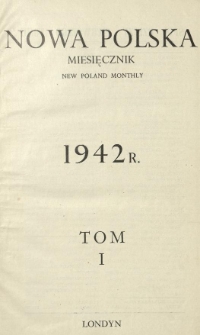 NOWA POLSKA
MIESIĘCZNIK
NEW POLAND MONTHLY
1942 R.
TOM
I
LONDYN